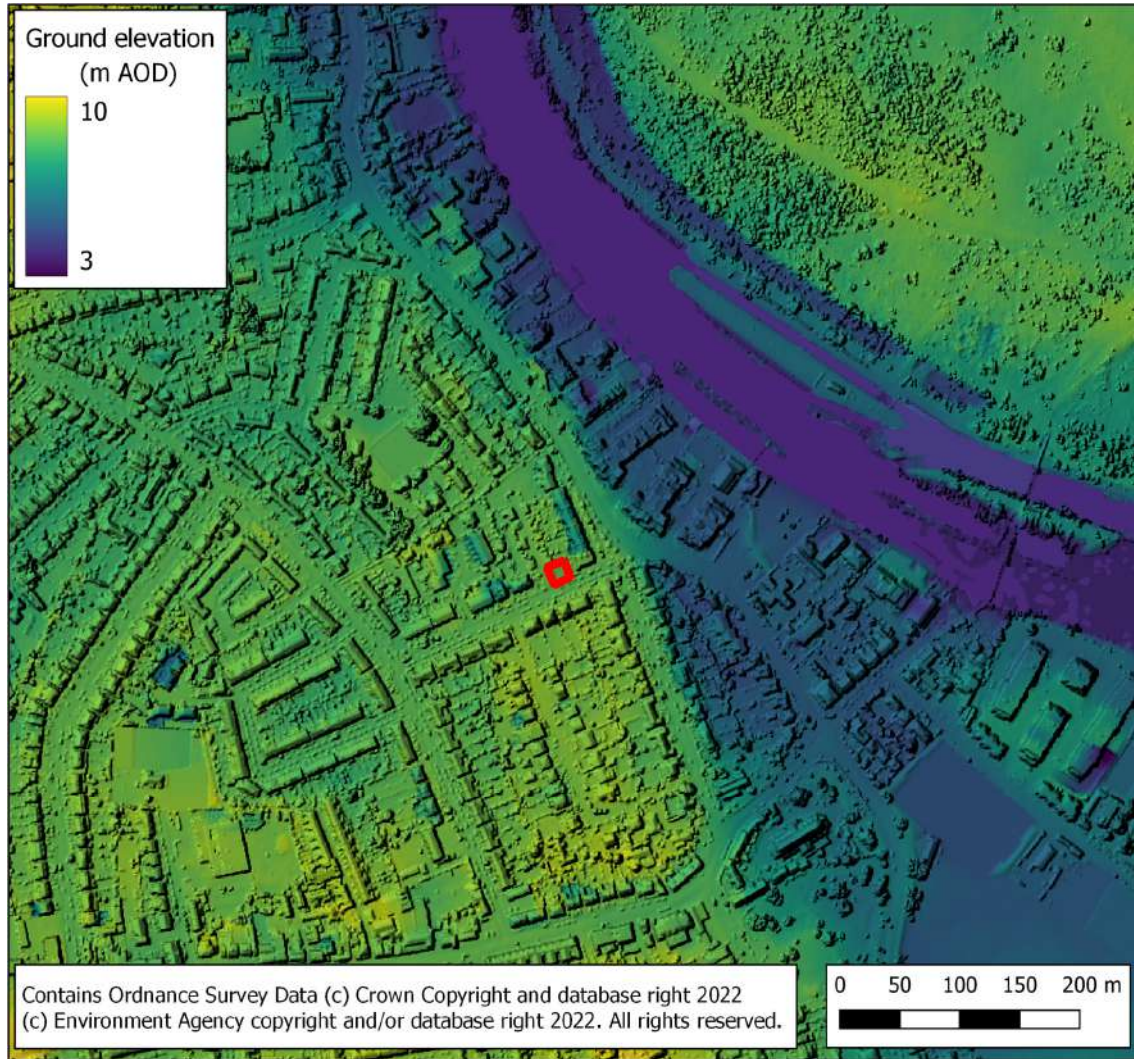 Ground elevation
(m AOD)
10
3
Contains Ordnance Survey Data (c) Crown Copyright and database right 2022
(c) Environment Agency copyright and/or database right 2022. All rights reserved.
0 50 100 150 200 m